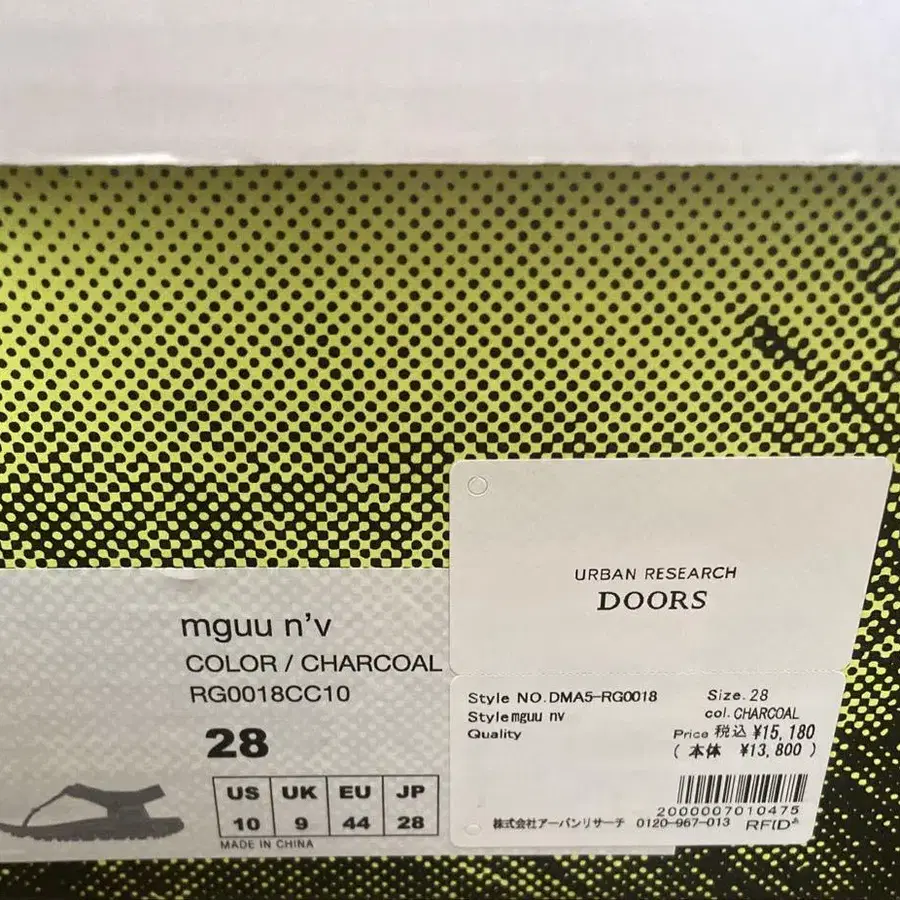 mguu n’v
COLOR / CHARCOAL
RG0018CC10
28
US UK EU JP
10 9 44 28
MADE IN CHINA
URBAN RESEARCH
DOORS
Style NO.DMA5-RG0018 Size.28
Style mguu nv col.CHARCOAL
Quality Price 税込 ¥15,180
( 本体 ¥13,800 )
2000007010475
株式会社アーバンリサーチ 0120-967-013 RFID